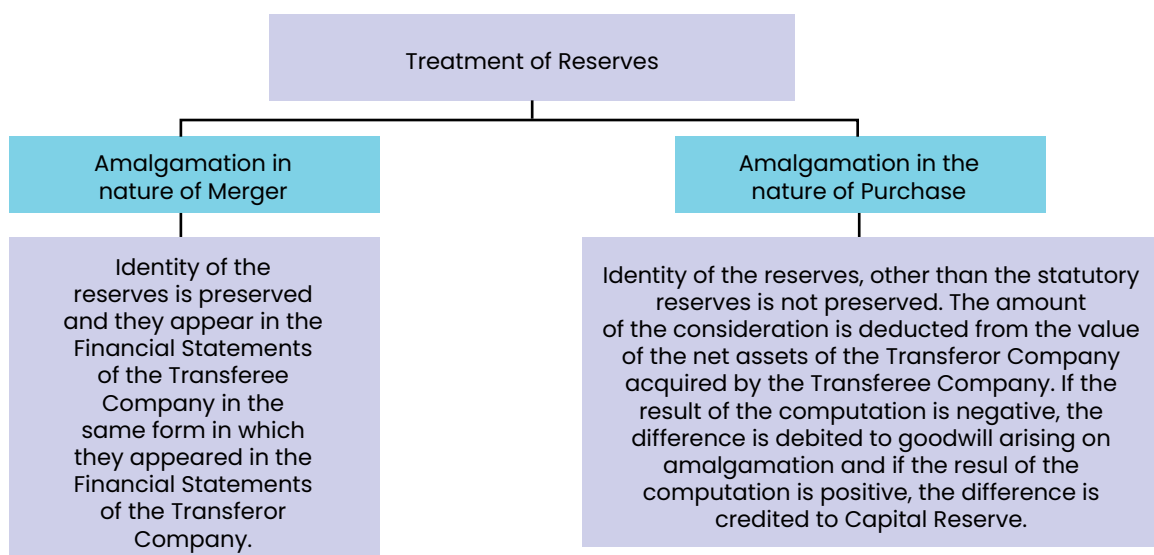 Treatment of Reserves
Amalgamation in
nature of Merger
Identity of the
reserves is preserved
and they appear in the
Financial Statements
of the Transferee
Company in the
same form in which
they appeared in the
Financial Statements
of the Transferor
Company.
Amalgamation in the
nature of Purchase
Identity of the reserves, other than the statutory
reserves is not preserved. The amount
of the consideration is deducted from the value
of the net assets of the Transferor Company
acquired by the Transferee Company. If the
result of the computation is negative, the
difference is debited to goodwill arising on
amalgamation and if the resul of the
computation is positive, the difference is
credited to Capital Reserve.